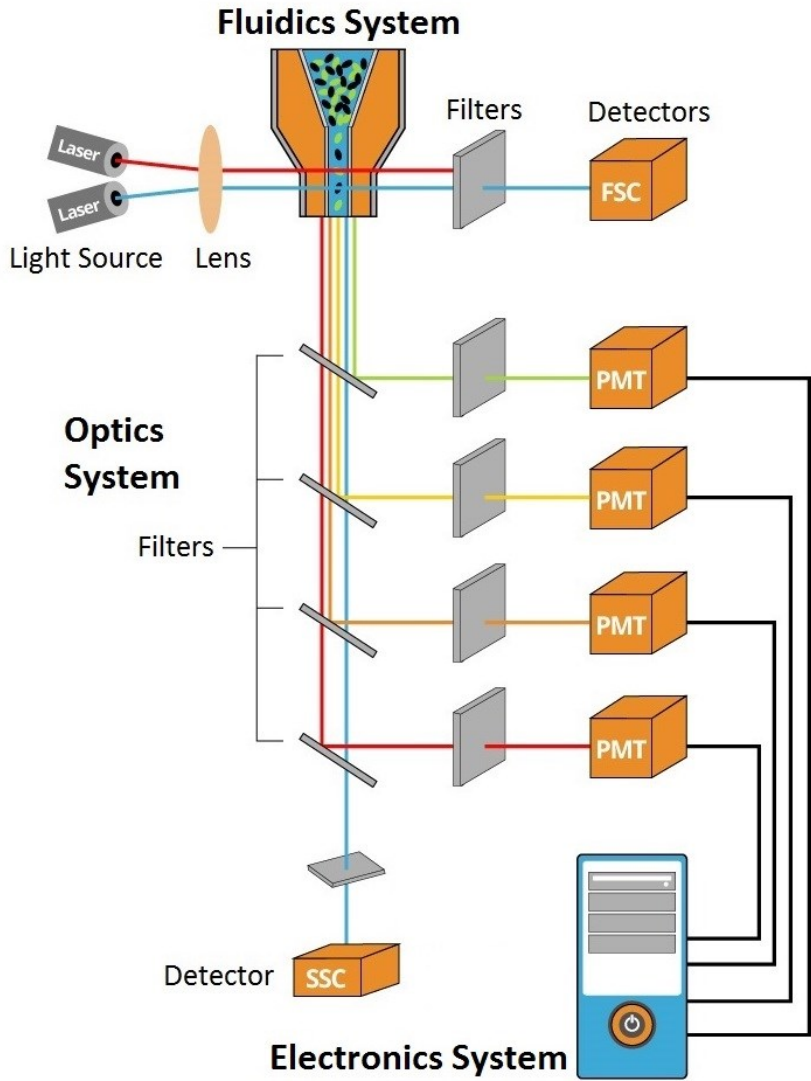 Fluidics System
Filters
Detectors
Laser
Laser
FSC
Light Source
Lens
PMT
Optics
System
PMT
Filters
PMT
PMT
Detector
SSC
Electronics System